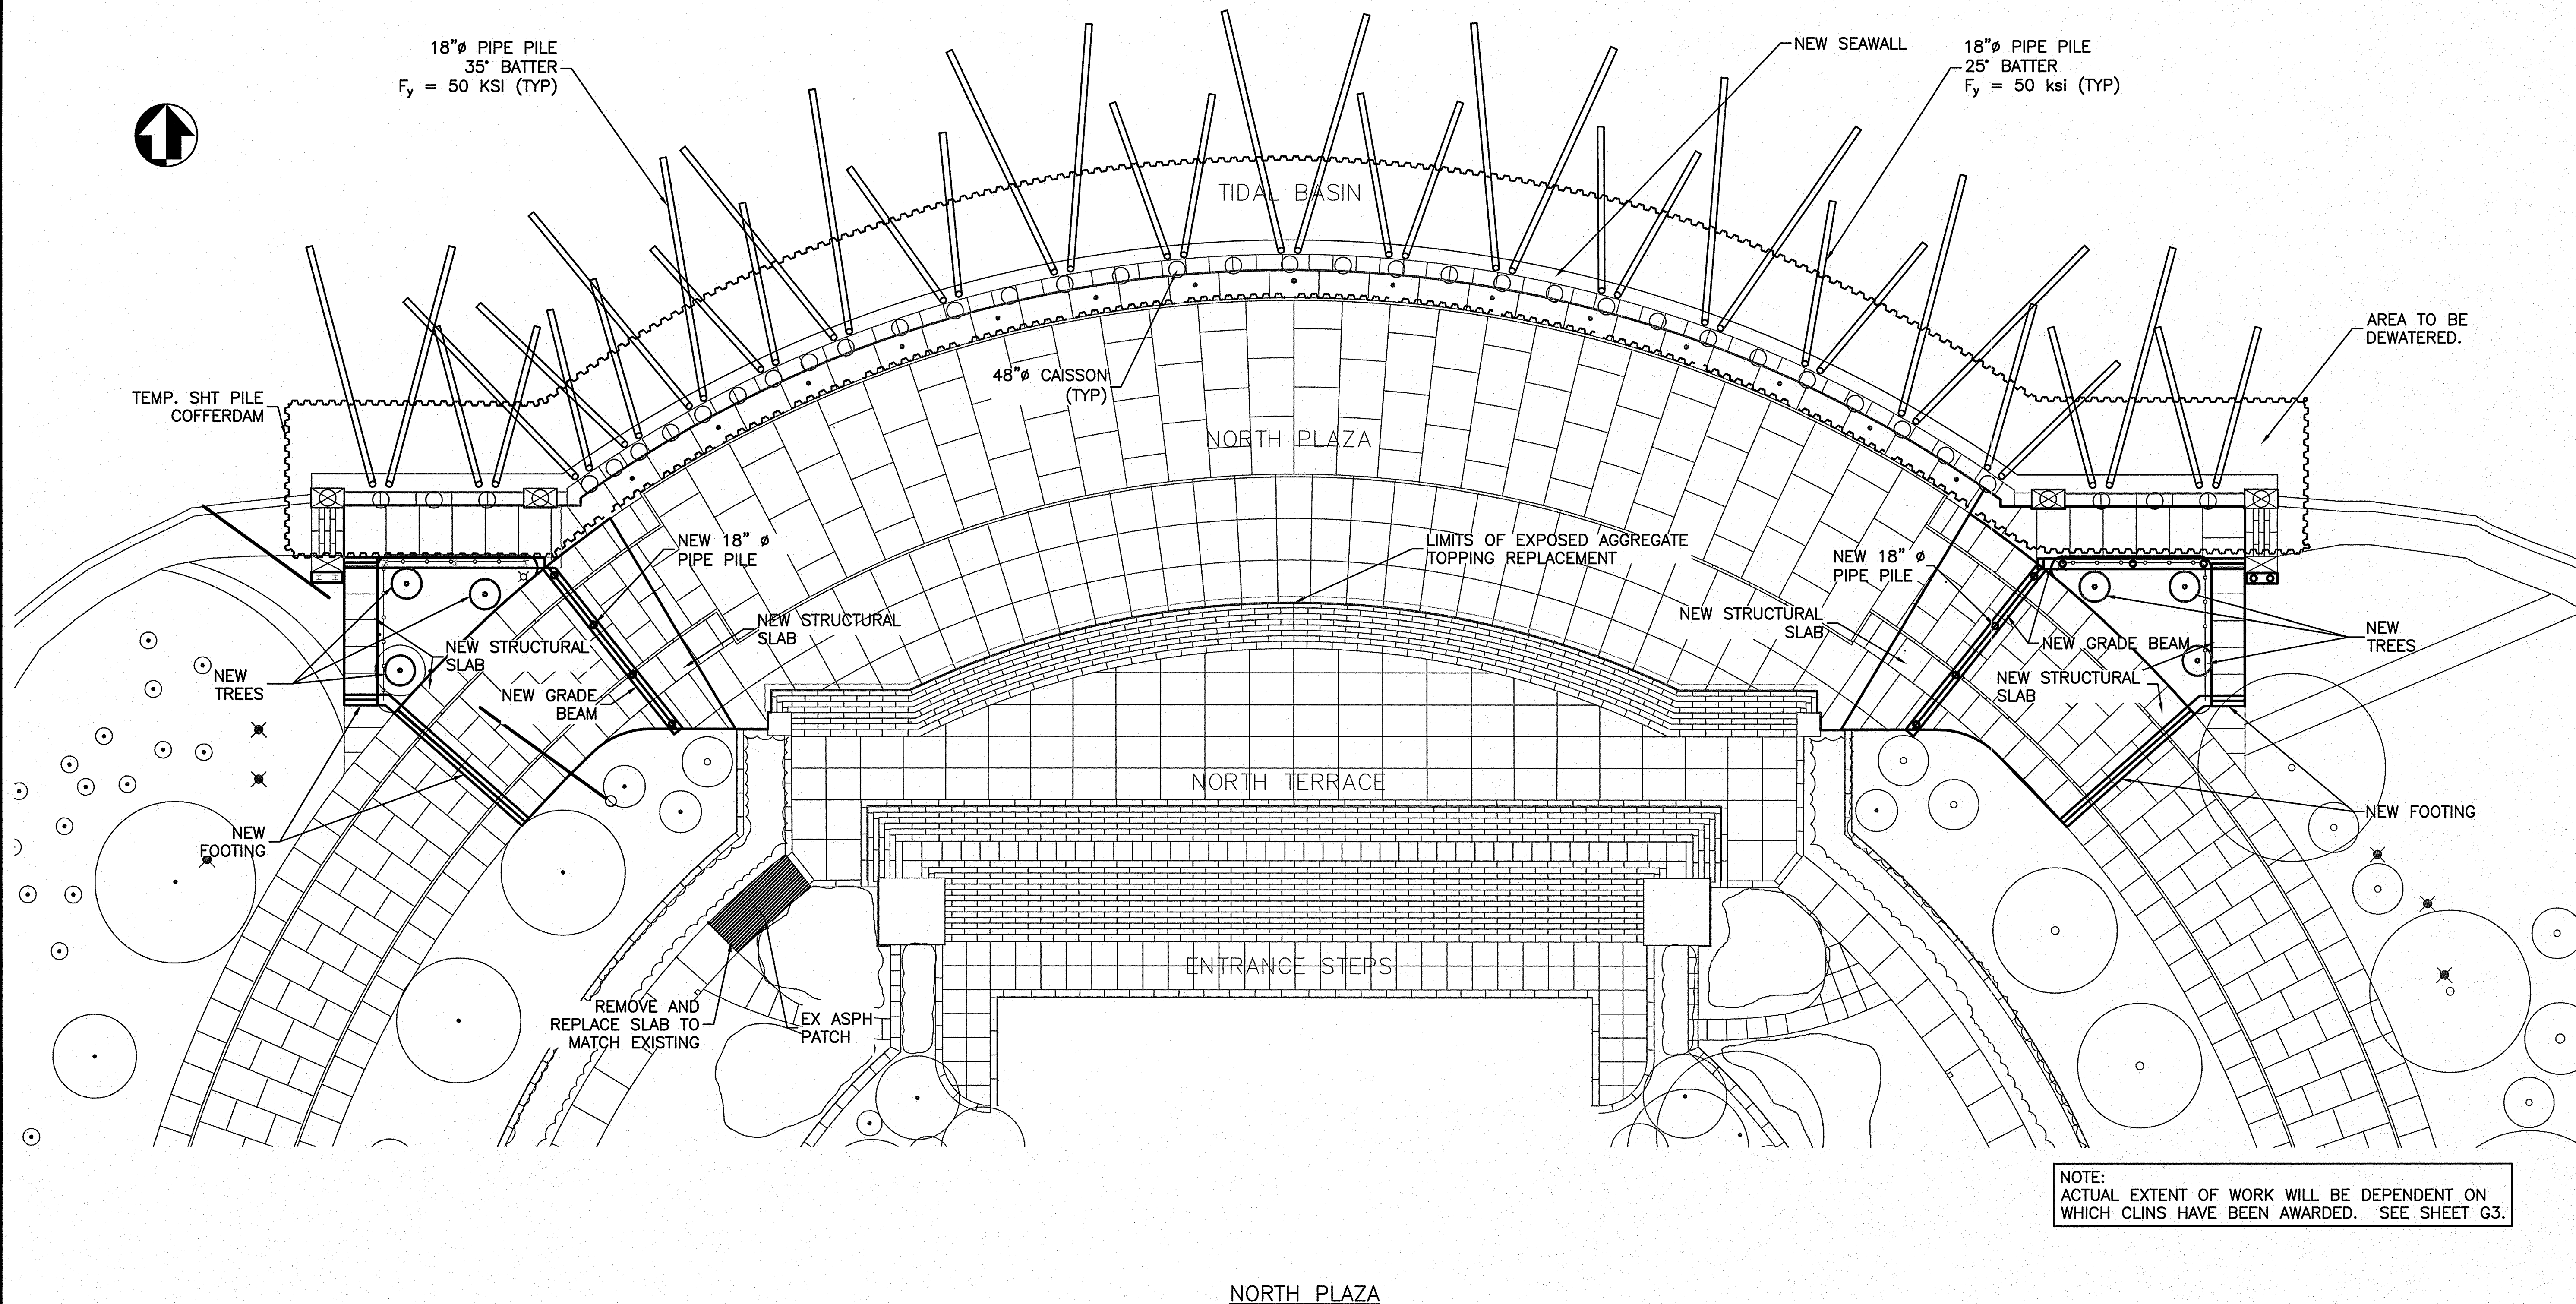 18"ø PIPE PILE
35° BATTER
Fy = 50 KSI (TYP)
NEW SEAWALL
18"ø PIPE PILE
25° BATTER
Fy = 50 ksi (TYP)
TIDAL BASIN
AREA TO BE
DEWATERED.
TEMP. SHT PILE
COFFERDAM
48"ø CAISSON
(TYP)
NORTH PLAZA
NEW 18" ø
PIPE PILE
LIMITS OF EXPOSED AGGREGATE
TOPPING REPLACEMENT
NEW 18" ø
PIPE PILE
NEW STRUCTURAL
SLAB
NEW STRUCTURAL
SLAB
NEW STRUCTURAL
SLAB
NEW GRADE BEAM
NEW
TREES
NEW
TREES
NEW GRADE
BEAM
NEW STRUCTURAL
SLAB
NORTH TERRACE
NEW
FOOTING
NEW FOOTING
ENTRANCE STEPS
REMOVE AND
REPLACE SLAB TO
MATCH EXISTING
EX ASPH
PATCH
NOTE:
ACTUAL EXTENT OF WORK WILL BE DEPENDENT ON
WHICH CLINS HAVE BEEN AWARDED. SEE SHEET G3.
NORTH PLAZA